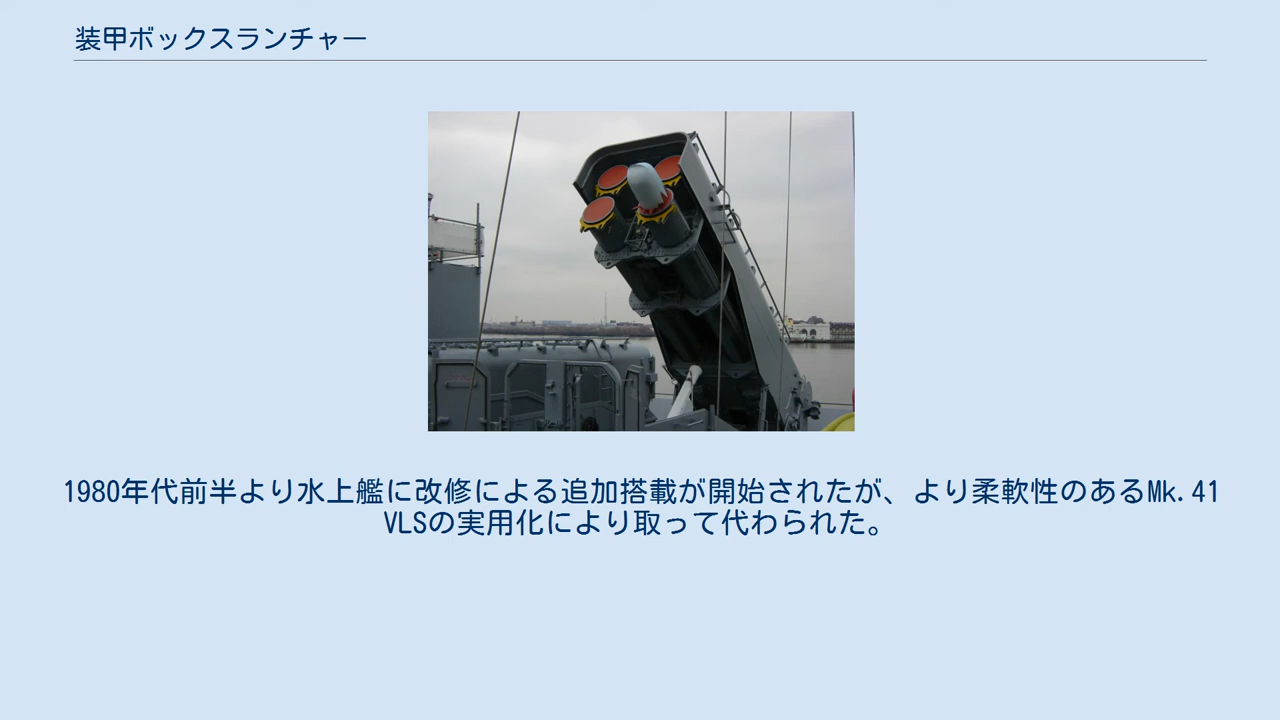 装甲ボックスランチャー
1980年代前半より水上艦に改修による追加搭載が開始されたが、より柔軟性のあるMk.41
VLSの実用化により取って代わられた。